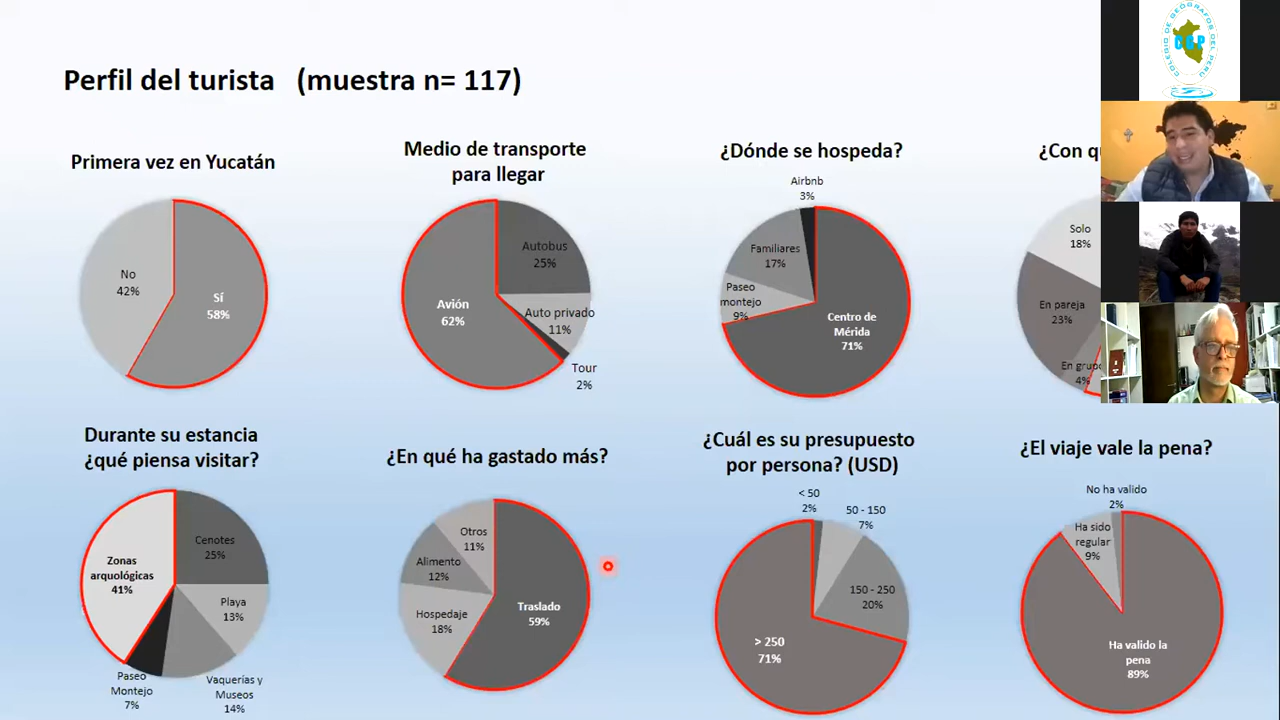 Perfil del turista (muestra n= 117)
COLEGIO DE GEÓGRAFOS DEL PERU
CGP
Primera vez en Yucatán
No
42%
Sí
58%
Medio de transporte
para llegar
Autobus
25%
Avión
62%
Auto privado
11%
Tour
2%
¿Dónde se hospeda?
Airbnb
3%
Familiares
17%
Paseo
montejo
9%
Centro de
Mérida
71%
¿Con
Solo
18%
En pareja
23%
En grupo
4%
Durante su estancia
¿qué piensa visitar?
Cenotes
25%
Zonas
arquológicas
41%
Playa
13%
Paseo
Montejo
7%
Vaquerías y
Museos
14%
¿En qué ha gastado más?
Otros
11%
Alimento
12%
Hospedaje
18%
Traslado
59%
¿Cuál es su presupuesto
por persona? (USD)
< 50
2%
50 - 150
7%
150 - 250
20%
> 250
71%
¿El viaje vale la pena?
No ha valido
2%
Ha sido
regular
9%
Ha valido la
pena
89%